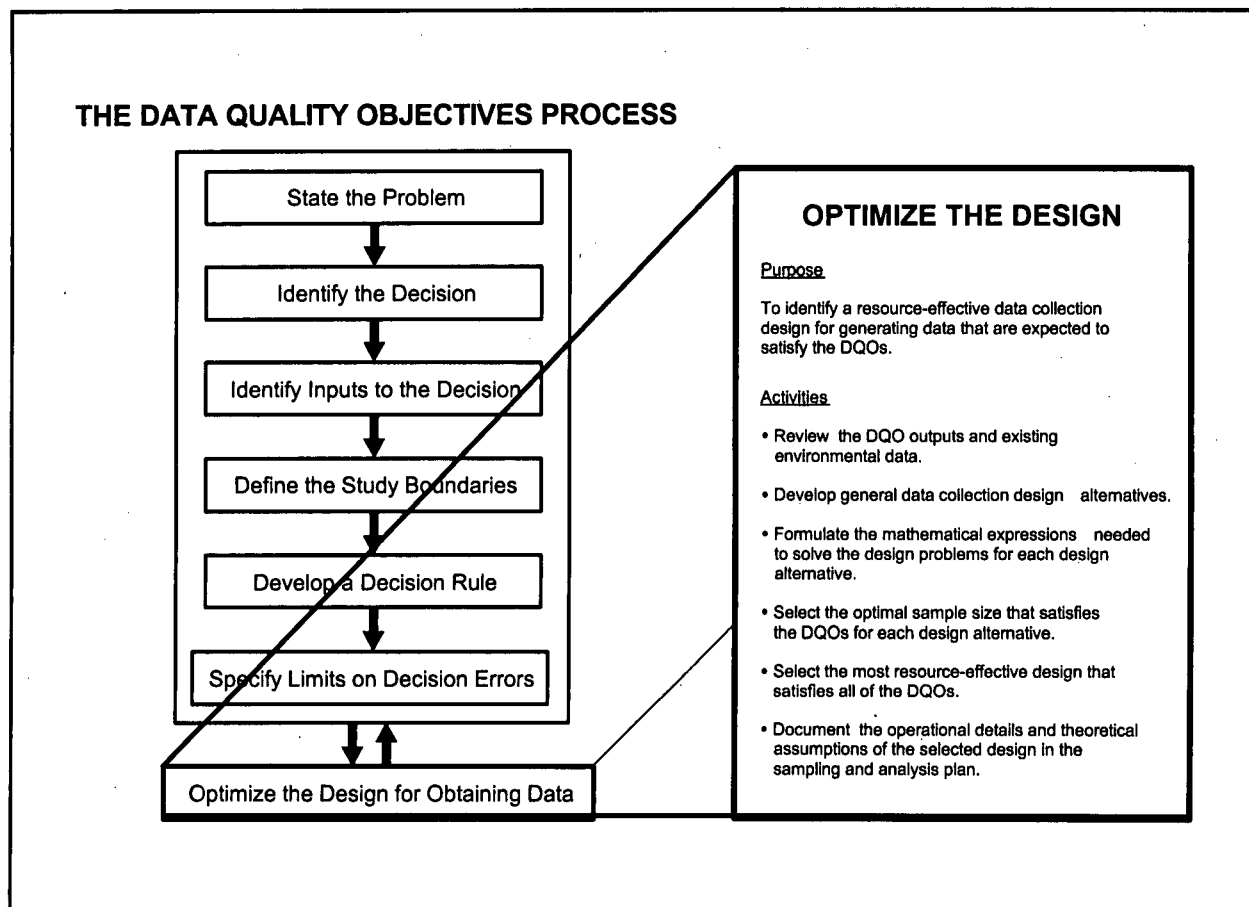 THE DATA QUALITY OBJECTIVES PROCESS
State the Problem
Identify the Decision
Identify Inputs to the Decision
Define the Study Boundaries
Develop a Decision Rule
Specify Limits on Decision Errors
Optimize the Design for Obtaining Data
OPTIMIZE THE DESIGN
Purpose
To identify a resource-effective data collection
design for generating data that are expected to
satisfy the DQOs.
Activities
• Review the DQO outputs and existing
environmental data.
• Develop general data collection design alternatives.
• Formulate the mathematical expressions needed
to solve the design problems for each design
alternative.
• Select the optimal sample size that satisfies
the DQOs for each design alternative.
• Select the most resource-effective design that
satisfies all of the DQOs.
• Document the operational details and theoretical
assumptions of the selected design in the
sampling and analysis plan.